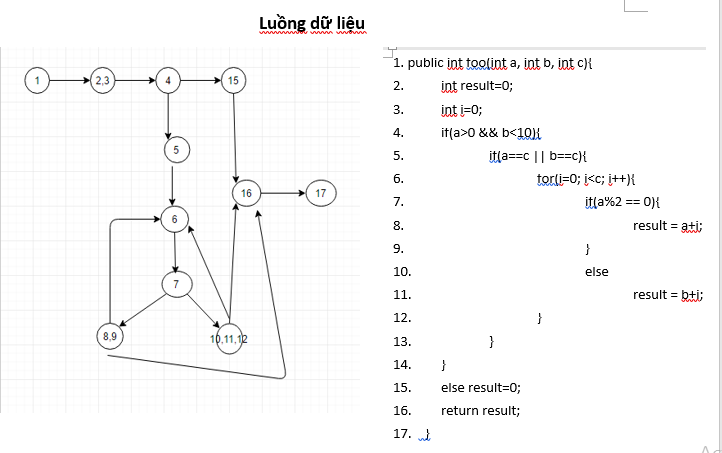 Luồng dữ liệu
1
2,3
4
15
5
16
17
6
7
8,9
10,11,12
1. public int foo(int a, int b, int c){
2. int result=0;
3. int i=0;
4. if(a>0 && b<10){
5. if(a==c || b==c){
6. for(i=0; i<c; i++){
7. if(a%2 == 0){
8. result = a+i;
9. }
10. else
11. result = b+i;
12. }
13. }
14. }
15. else result=0;
16. return result;
17. }